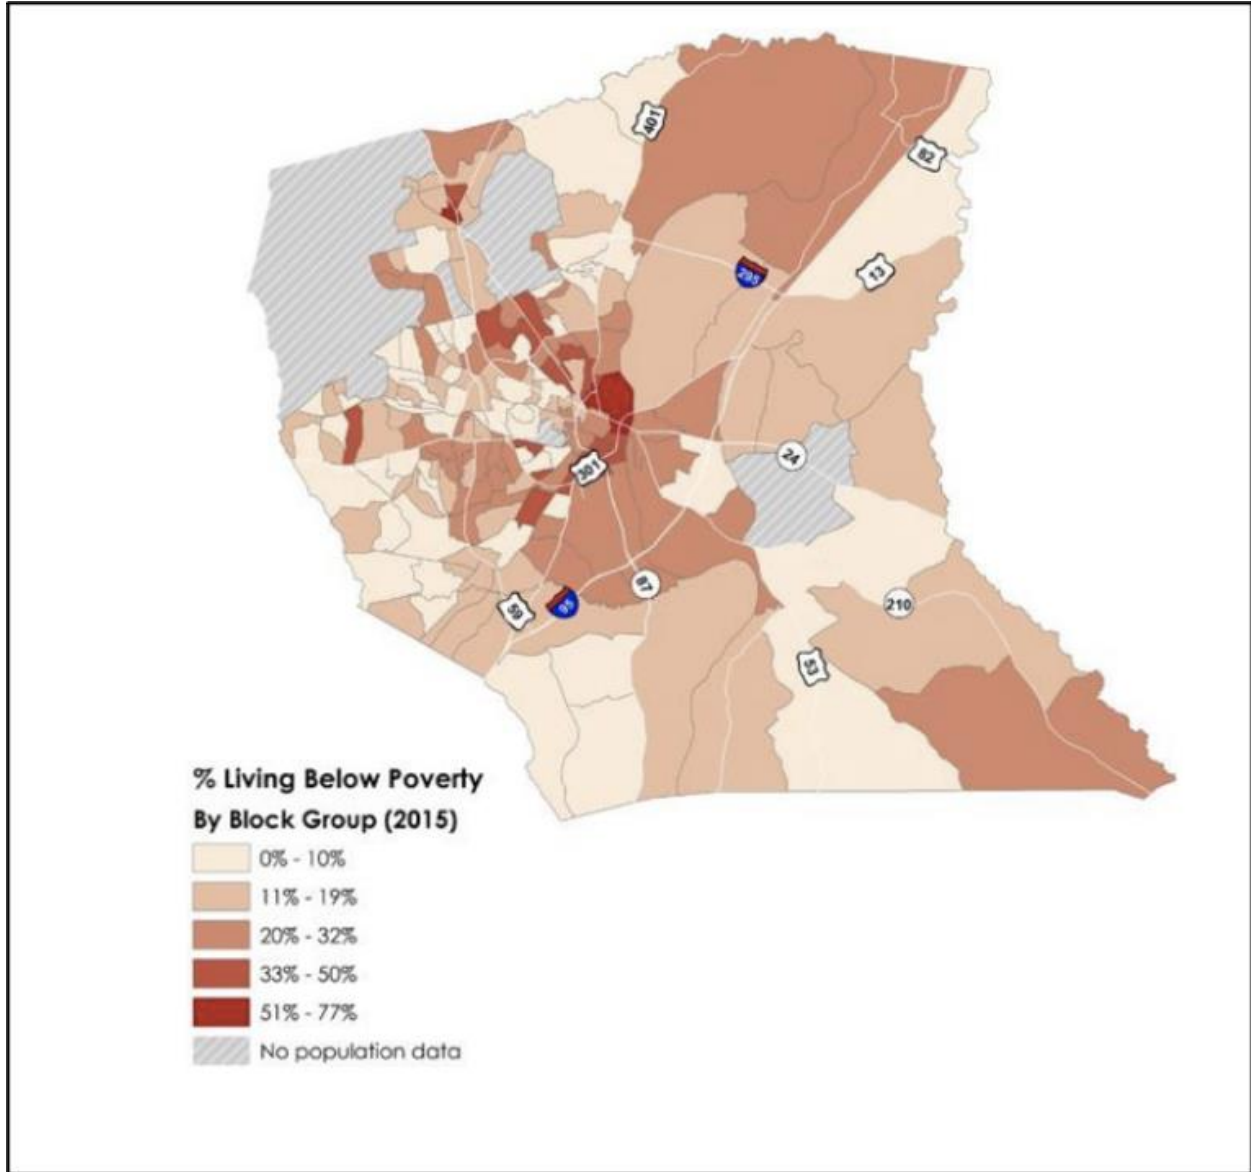 401
82
295
13
24
301
87
59
95
210
53
% Living Below Poverty
By Block Group (2015)
0% - 10%
11% - 19%
20% - 32%
33% - 50%
51% - 77%
No population data